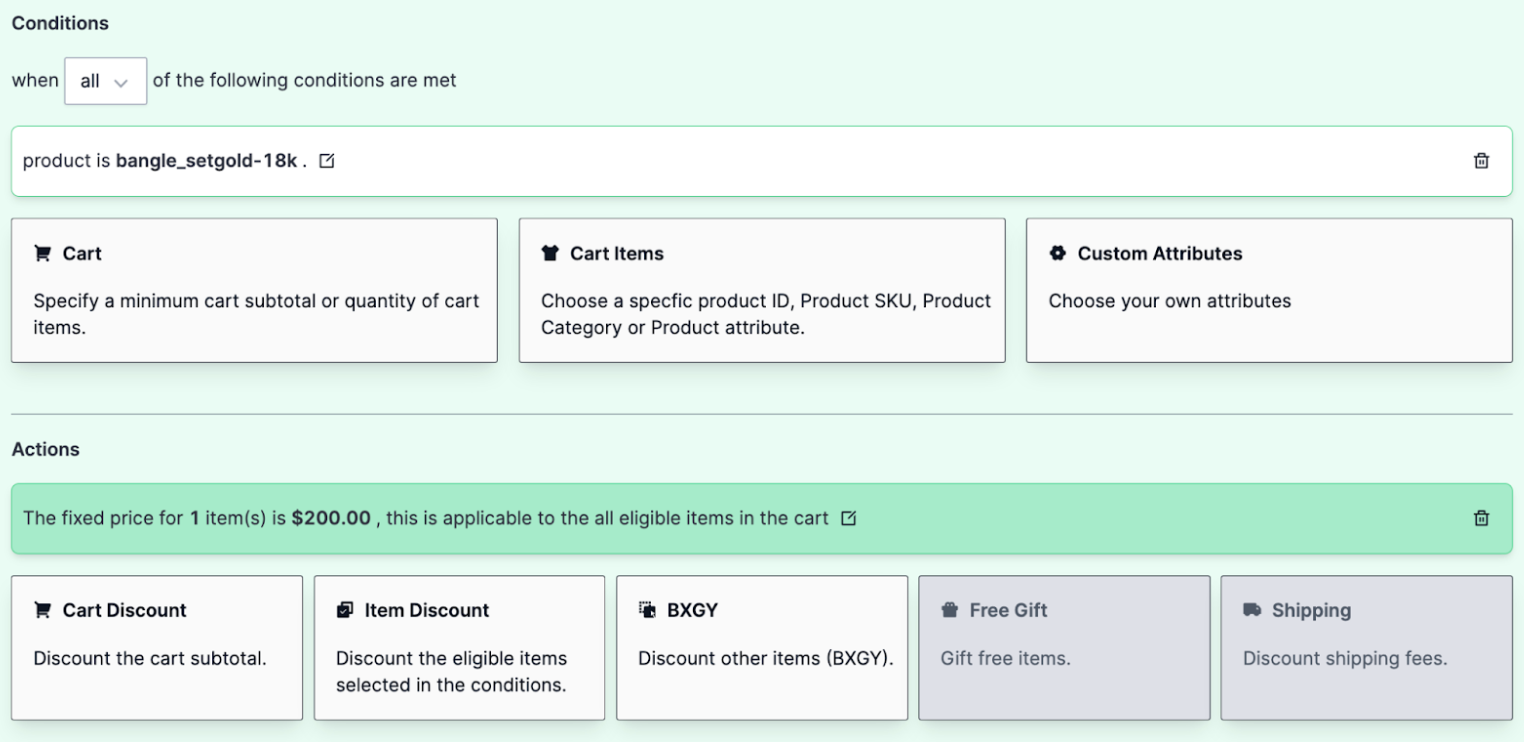 Conditions
when all of the following conditions are met
product is bangle_setgold-18k .
Cart
Specify a minimum cart subtotal or quantity of cart
items.
Cart Items
Choose a specfic product ID, Product SKU, Product
Category or Product attribute.
Custom Attributes
Choose your own attributes
Actions
The fixed price for 1 item(s) is $200.00 , this is applicable to the all eligible items in the cart
Cart Discount
Discount the cart subtotal.
Item Discount
Discount the eligible items
selected in the conditions.
BXGY
Discount other items (BXGY).
Free Gift
Gift free items.
Shipping
Discount shipping fees.